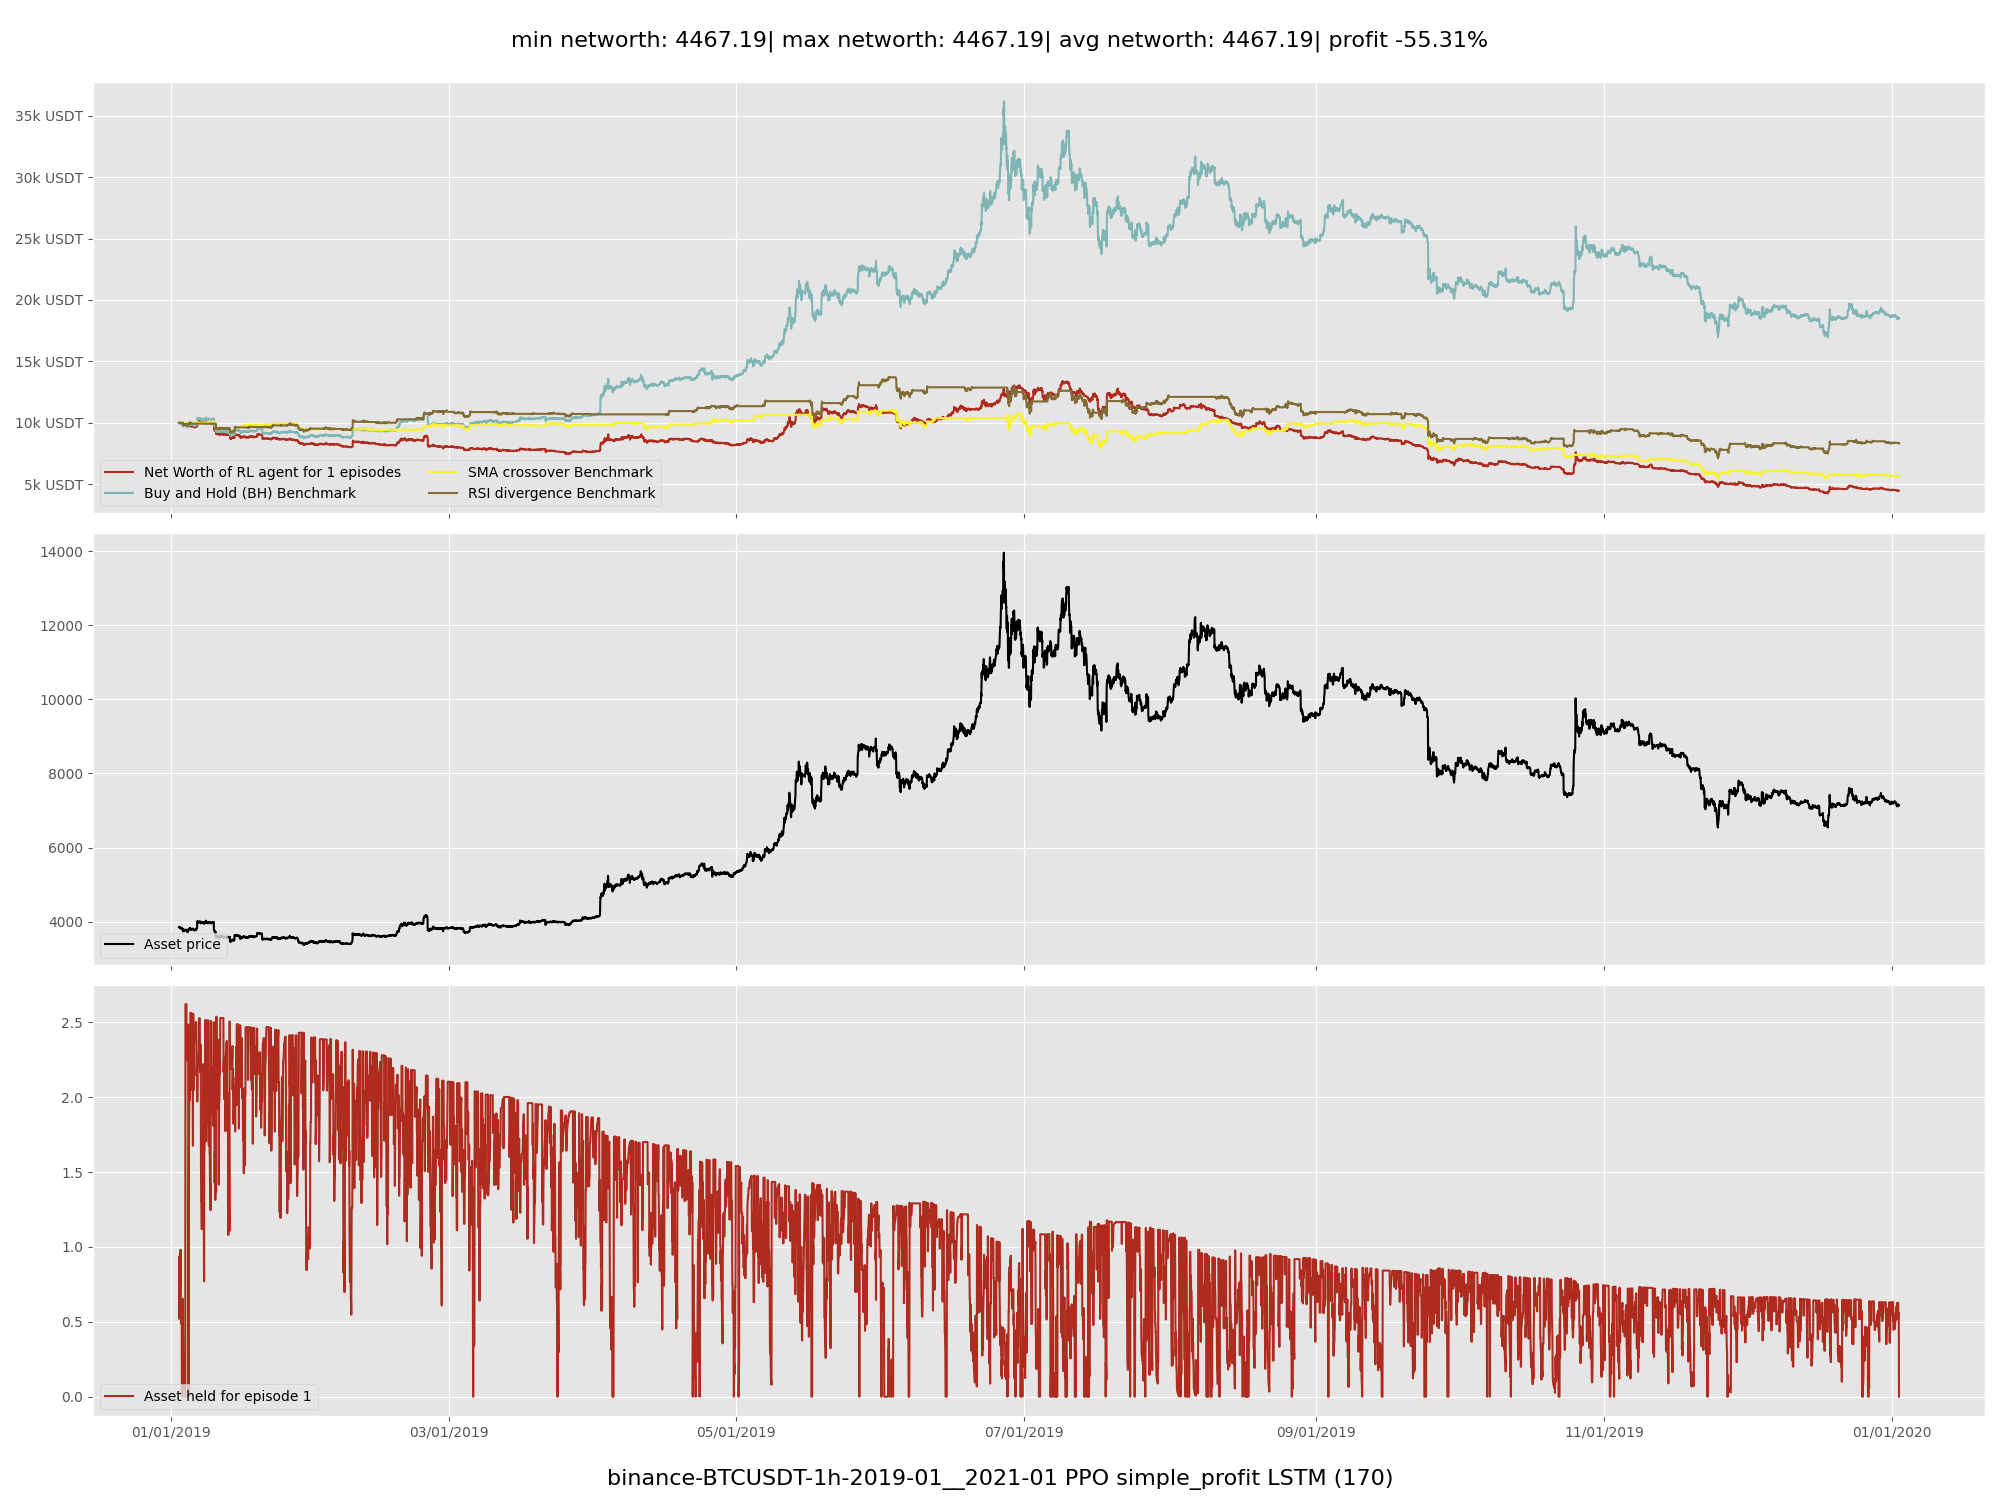 min networth: 4467.19| max networth: 4467.19| avg networth: 4467.19| profit -55.31%
35k USDT
30k USDT
25k USDT
20k USDT
15k USDT
10k USDT
5k USDT
Net Worth of RL agent for 1 episodes
Buy and Hold (BH) Benchmark
SMA crossover Benchmark
RSI divergence Benchmark
14000
12000
10000
8000
6000
4000
Asset price
2.5
2.0
1.5
1.0
0.5
0.0
Asset held for episode 1
01/01/2019 03/01/2019 05/01/2019 07/01/2019 09/01/2019 11/01/2019 01/01/2020
binance-BTCUSDT-1h-2019-01__2021-01 PPO simple_profit LSTM (170)